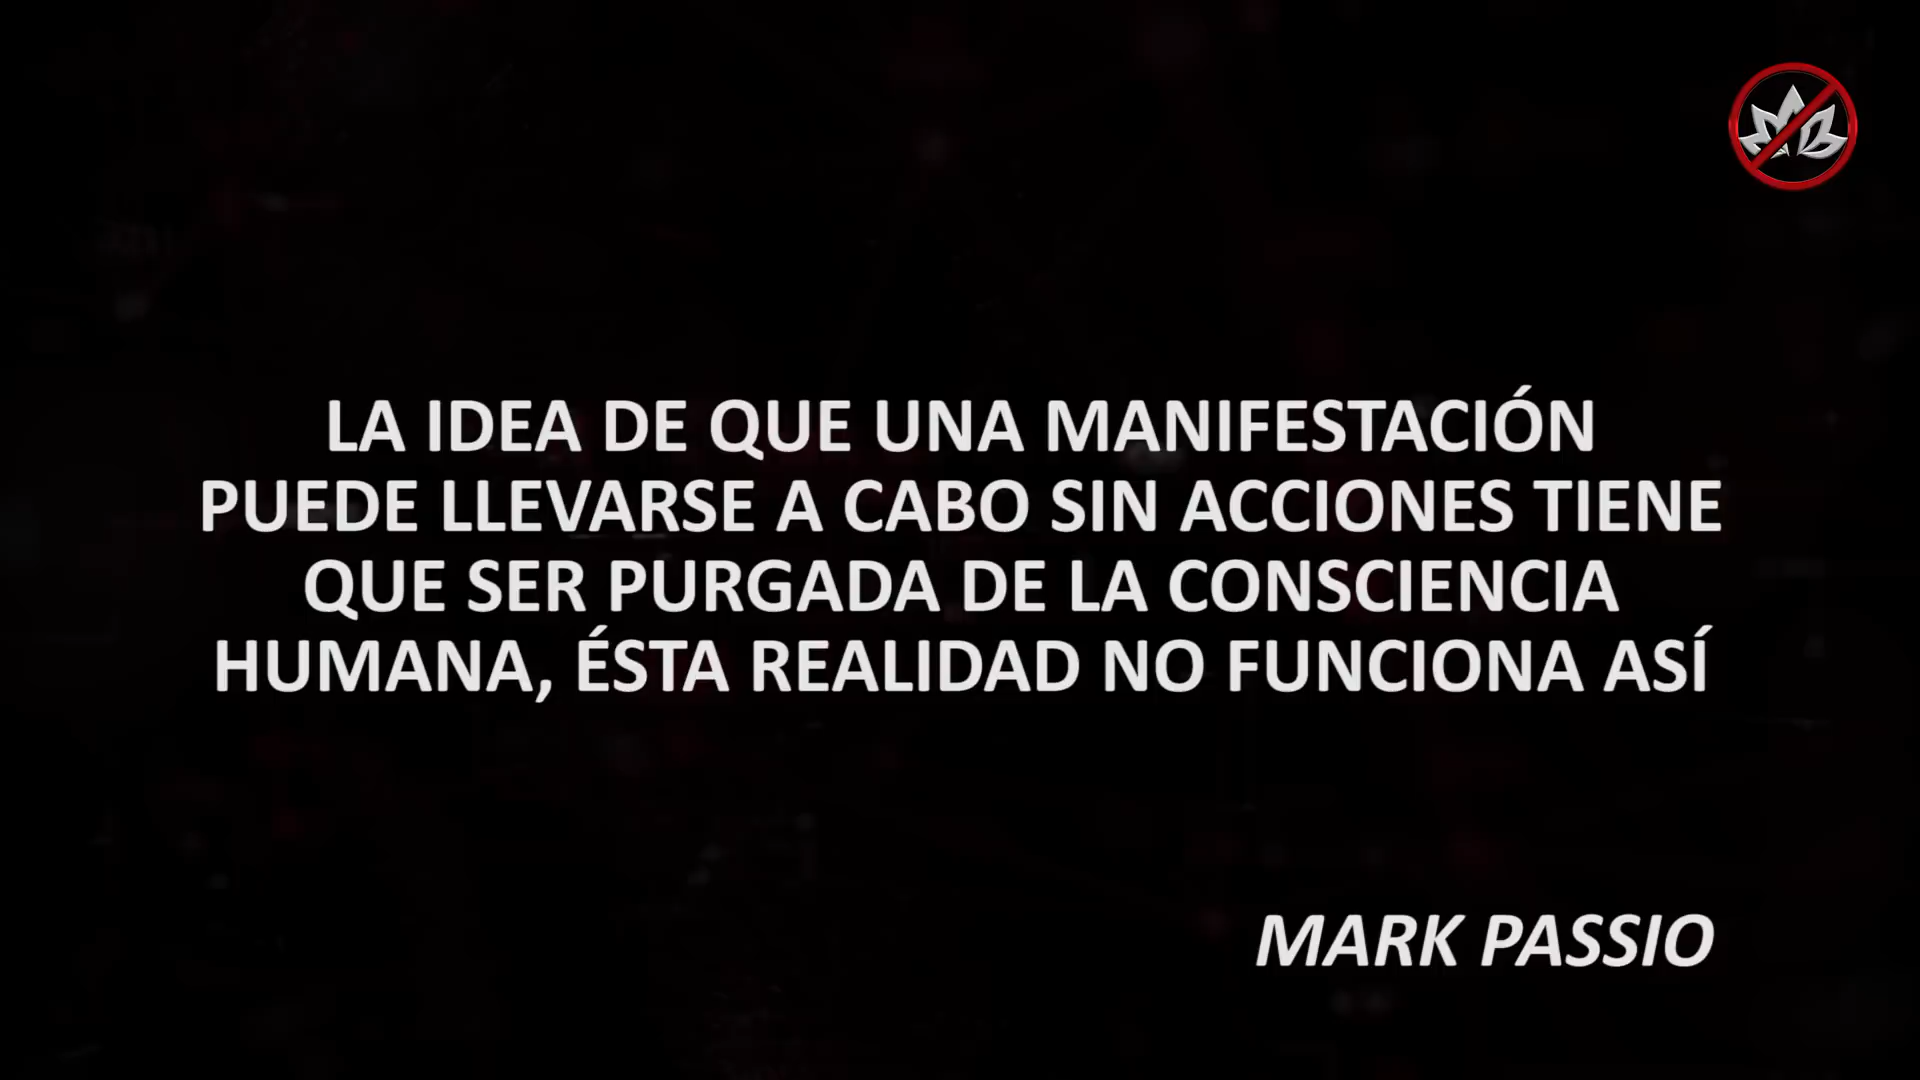 LA IDEA DE QUE UNA MANIFESTACIÓN
PUEDE LLEVARSE A CABO SIN ACCIONES TIENE
QUE SER PURGADA DE LA CONSCIENCIA
HUMANA, ÉSTA REALIDAD NO FUNCIONA ASÍ
MARK PASSIO